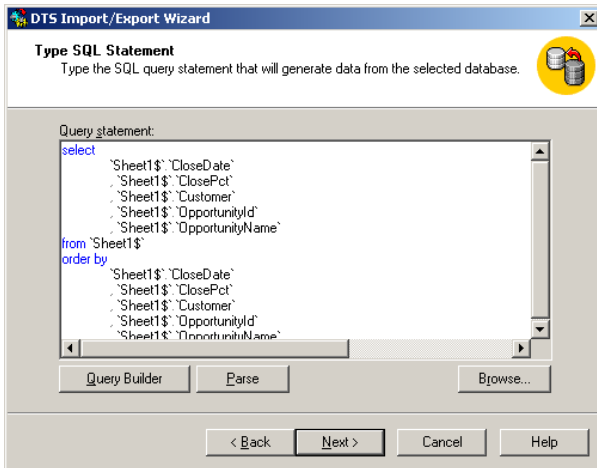 DTS Import/Export Wizard
Type SQL Statement
Type the SQL query statement that will generate data from the selected database.
Query statement:
select
`Sheet1$`.`CloseDate`
, `Sheet1$`.`ClosePct`
, `Sheet1$`.`Customer`
, `Sheet1$`.`OpportunityId`
, `Sheet1$`.`OpportunityName`
from `Sheet1$`
order by
`Sheet1$`.`CloseDate`
, `Sheet1$`.`ClosePct`
, `Sheet1$`.`Customer`
, `Sheet1$`.`OpportunityId`
, `Sheet1$`.`OpportunityName`
Query Builder
Parse
Browse...
< Back
Next >
Cancel
Help